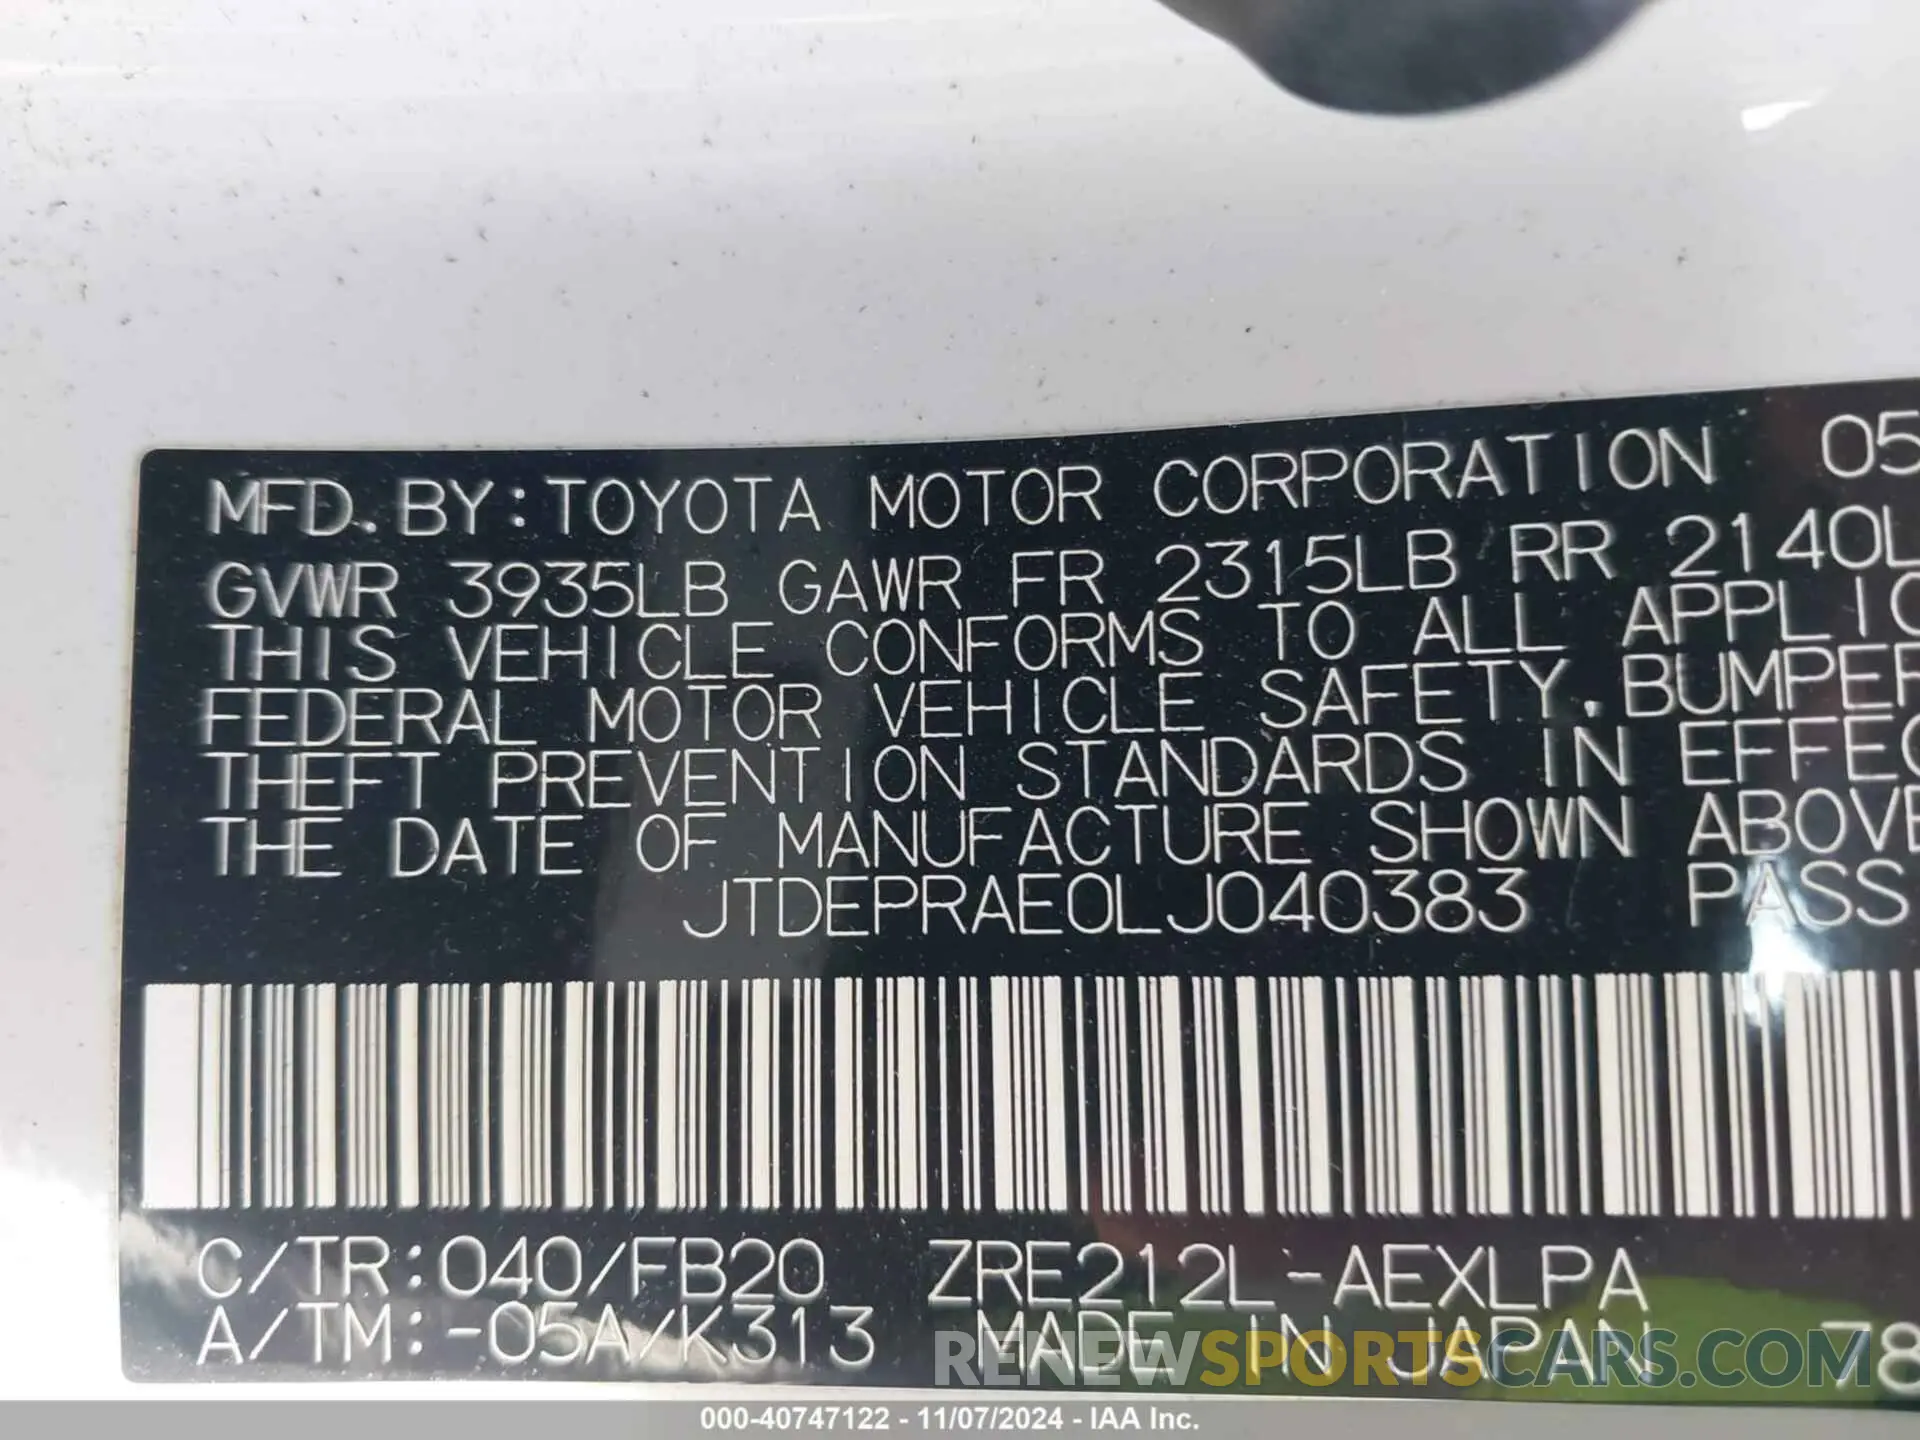 MFD. BY: TOYOTA MOTOR CORPORATION 05
GVWR 3935LB GAWR FR 2315LB RR 2140L
THIS VEHICLE CONFORMS TO ALL APPLIC
FEDERAL MOTOR VEHICLE SAFETY, BUMPER
THEFT PREVENTION STANDARDS IN EFFEC
THE DATE OF MANUFACTURE SHOWN ABOVE
JTDEPRAE0LJ040383 PASS
C/TR:040/FB20 ZRE212L-AEXLPA
A/TM:-05A/K313 MADE IN JAPAN 78
RENEWSPORTSCARS.COM
000-40747122 - 11/07/2024 - IAA Inc.